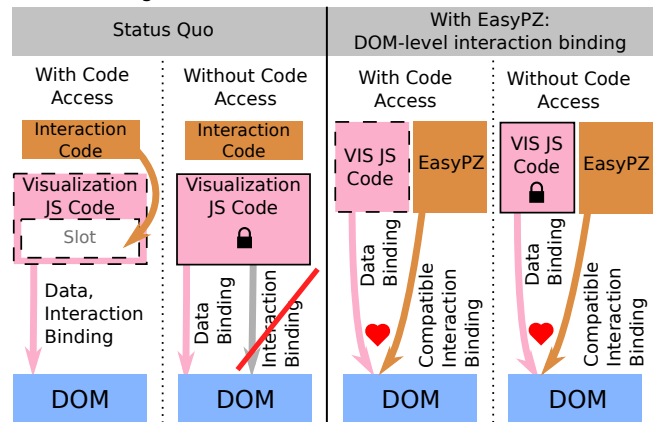 Status Quo
With EasyPZ:
DOM-level interaction binding
With Code
Access
Interaction
Code
Visualization
JS Code
Slot
Data,
Interaction
Binding
DOM
Without Code
Access
Interaction
Code
Visualization
JS Code
Data
Binding
Interaction
Binding
DOM
With Code
Access
VIS JS
Code
EasyPZ
Data
Binding
Compatible
Interaction
Binding
DOM
Without Code
Access
VIS JS
Code
EasyPZ
Data
Binding
Compatible
Interaction
Binding
DOM